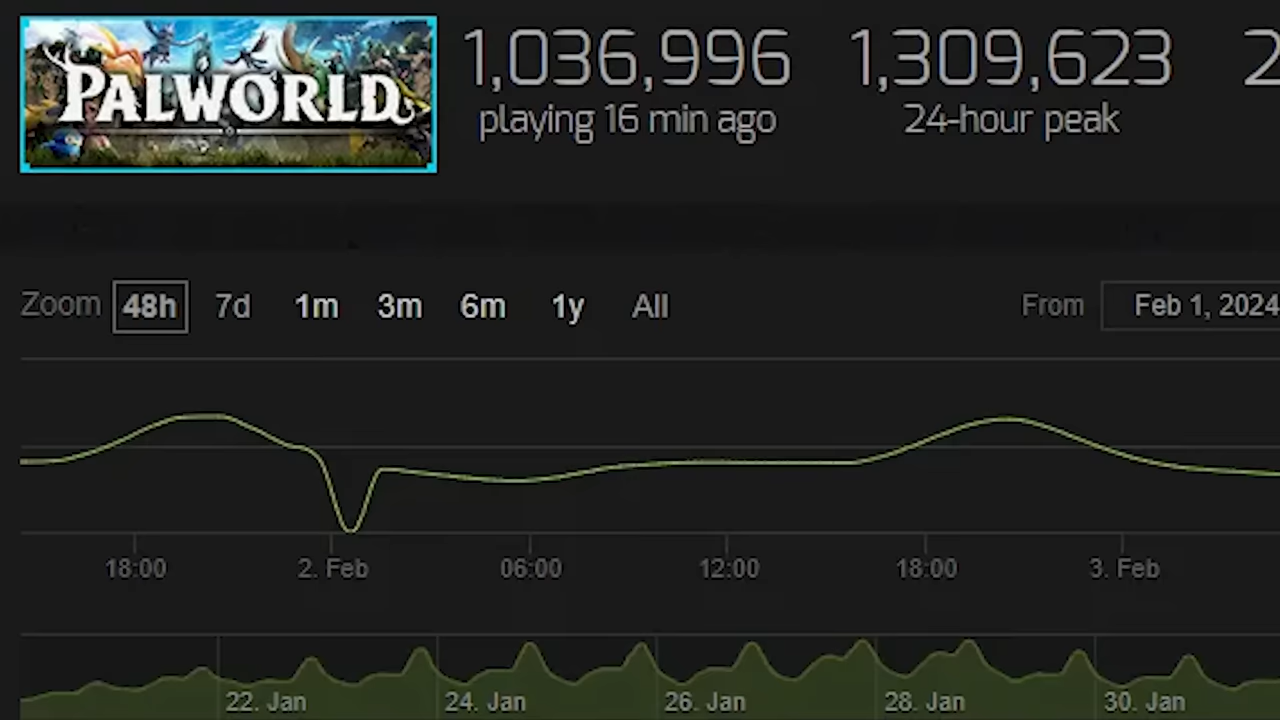 PALWORLD
1,036,996 1,309,623 2
playing 16 min ago 24-hour peak
Zoom 48h 7d 1m 3m 6m 1y All From Feb 1, 2024
18:00 2. Feb 06:00 12:00 18:00 3. Feb
22. Jan 24. Jan 26. Jan 28. Jan 30. Jan